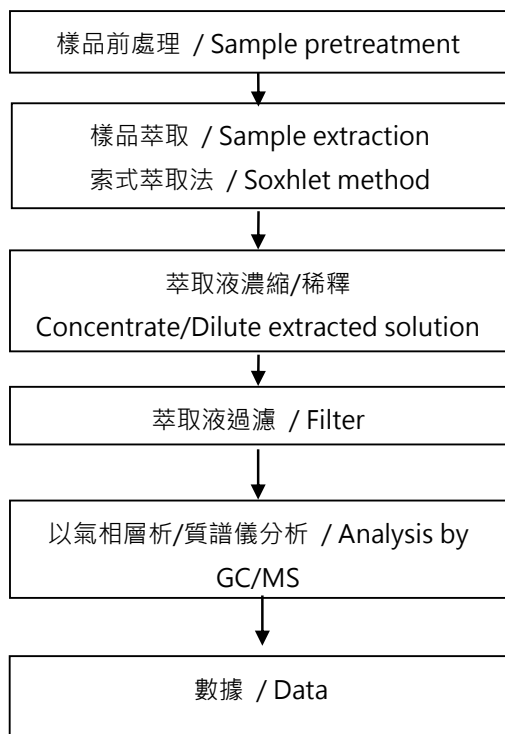 樣品前處理 / Sample pretreatment
樣品萃取 / Sample extraction
索式萃取法 / Soxhlet method
萃取液濃縮/稀釋
Concentrate/Dilute extracted solution
萃取液過濾 / Filter
以氣相層析/質譜儀分析 / Analysis by
GC/MS
數據 / Data